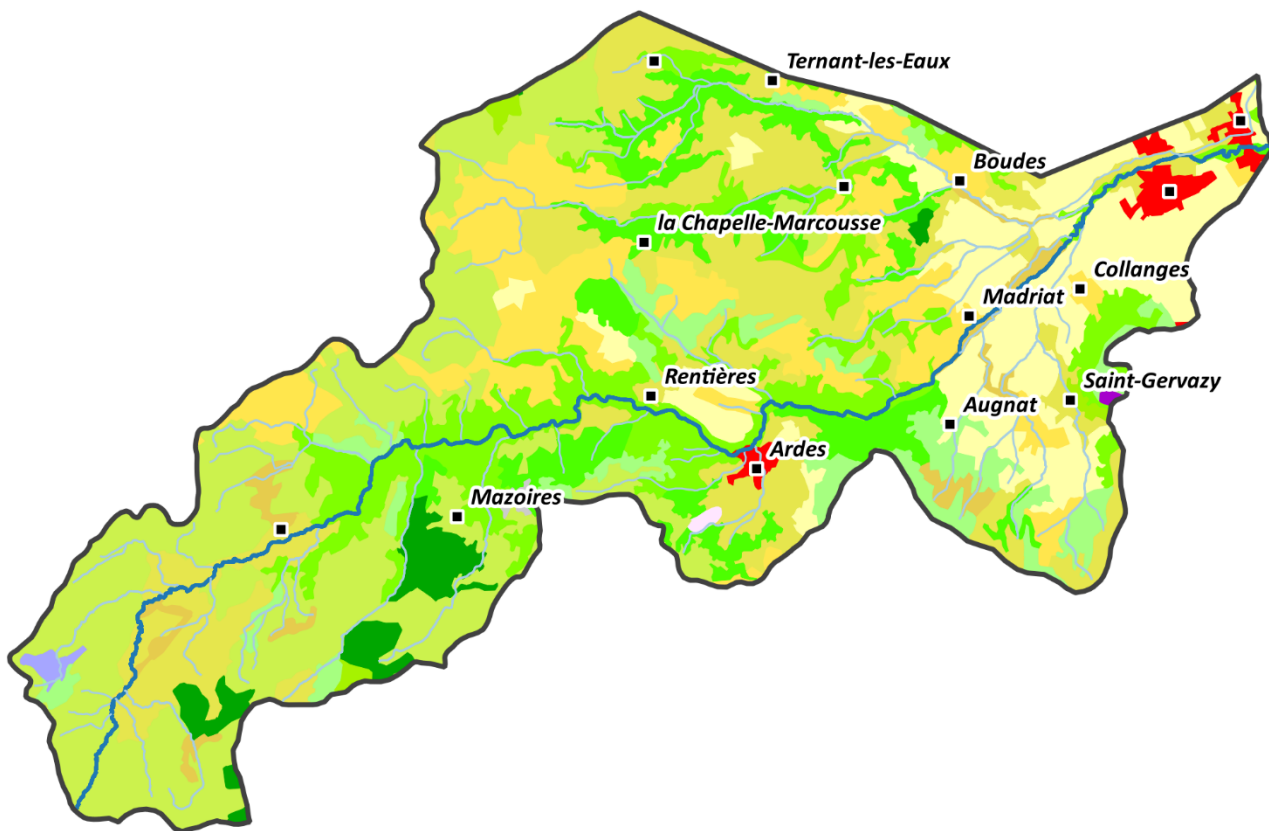 Ternant-les-Eaux
Boudes
la Chapelle-Marcousse
Collanges
Madriat
Rentières
Saint-Gervazy
Augnat
Ardes
Mazoires